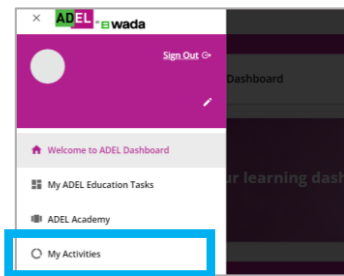 × ADEL BY wada
Sign Out
Dashboard
Welcome to ADEL Dashboard
ur learning dash
My ADEL Education Tasks
ADEL Academy
My Activities